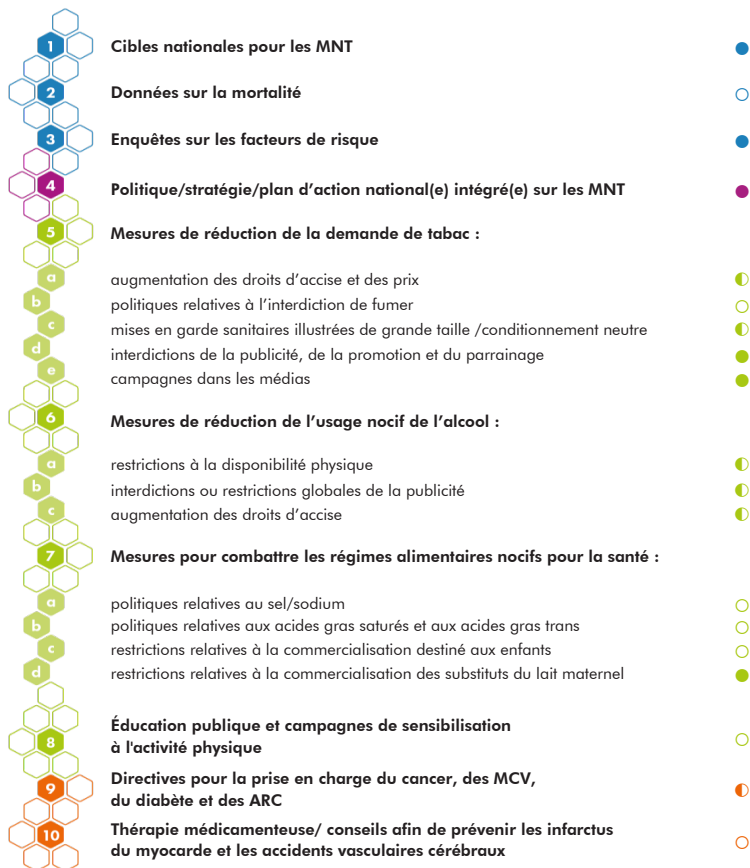 1 Cibles nationales pour les MNT
2 Données sur la mortalité
3 Enquêtes sur les facteurs de risque
4 Politique/stratégie/plan d'action national(e) intégré(e) sur les MNT
5 Mesures de réduction de la demande de tabac :
a augmentation des droits d'accise et des prix
b politiques relatives à l'interdiction de fumer
c mises en garde sanitaires illustrées de grande taille /conditionnement neutre
d interdictions de la publicité, de la promotion et du parrainage
e campagnes dans les médias
6 Mesures de réduction de l'usage nocif de l'alcool :
a restrictions à la disponibilité physique
b interdictions ou restrictions globales de la publicité
c augmentation des droits d'accise
7 Mesures pour combattre les régimes alimentaires nocifs pour la santé :
a politiques relatives au sel/sodium
b politiques relatives aux acides gras saturés et aux acides gras trans
c restrictions relatives à la commercialisation destiné aux enfants
d restrictions relatives à la commercialisation des substituts du lait maternel
8 Éducation publique et campagnes de sensibilisation
à l'activité physique
9 Directives pour la prise en charge du cancer, des MCV,
du diabète et des ARC
10 Thérapie médicamenteuse/ conseils afin de prévenir les infarctus
du myocarde et les accidents vasculaires cérébraux